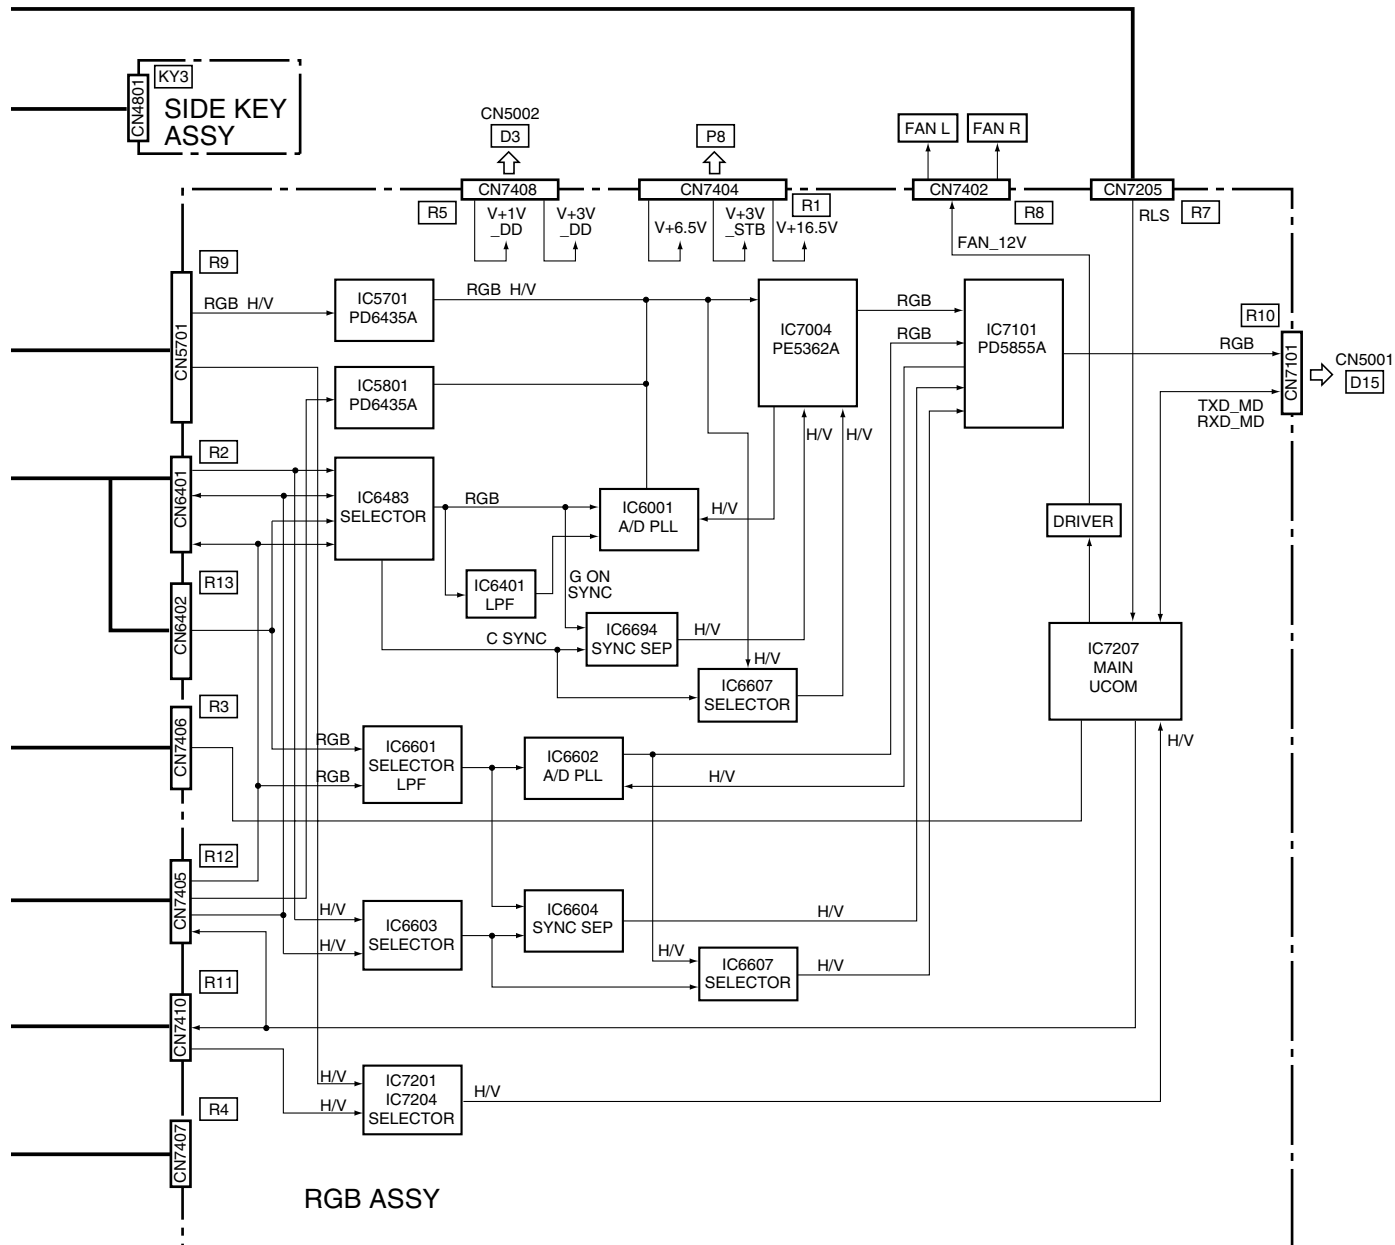 KY3
CN4801
SIDE KEY
ASSY
CN5002
D3
P8
FAN L
FAN R
CN7408
CN7404
CN7402
CN7205
R5
V+1V
_DD
V+3V
_DD
V+6.5V
V+3V
_STB
R1
V+16.5V
R8
RLS
R7
FAN_12V
R9
CN5701
RGB H/V
IC5701
PD6435A
RGB H/V
IC7004
PE5362A
RGB
RGB
IC7101
PD5855A
R10
RGB
CN7101
CN5001
D15
IC5801
PD6435A
TXD_MD
RXD_MD
H/V
H/V
R2
CN6401
IC6483
SELECTOR
RGB
IC6001
A/D PLL
H/V
DRIVER
R13
CN6402
IC6401
LPF
G ON
SYNC
C SYNC
IC6694
SYNC SEP
H/V
H/V
IC6607
SELECTOR
IC7207
MAIN
UCOM
R3
CN7406
RGB
RGB
IC6601
SELECTOR
LPF
IC6602
A/D PLL
H/V
H/V
R12
CN7405
H/V
H/V
IC6603
SELECTOR
IC6604
SYNC SEP
H/V
H/V
IC6607
SELECTOR
H/V
R11
CN7410
H/V
H/V
IC7201
IC7204
SELECTOR
H/V
R4
CN7407
RGB ASSY